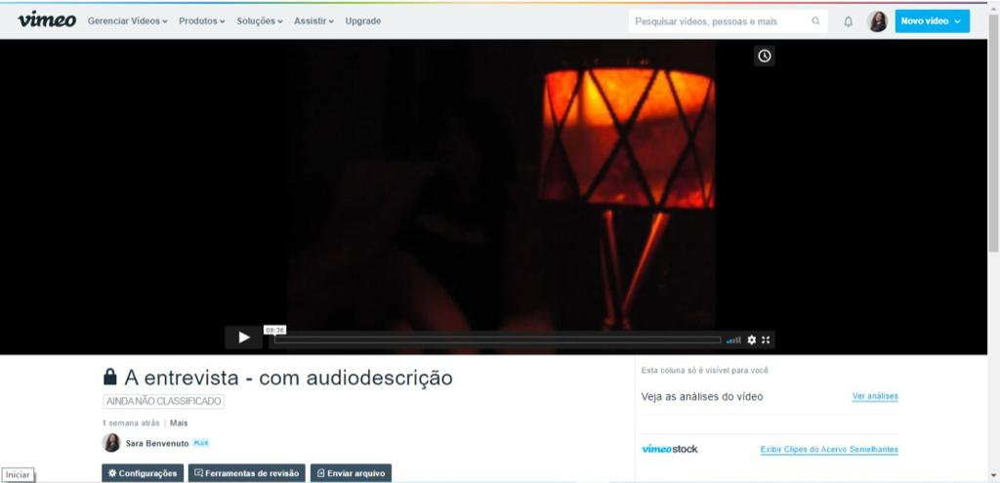 vimeo Gerenciar Vídeos Produtos Soluções Assistir Upgrade Pesquisar vídeos, pessoas e mais Novo vídeo
08:36
A entrevista - com audiodescrição
AINDA NÃO CLASSIFICADO
1 semana atrás | Mais
Sara Benvenuto PLUS
Configurações Ferramentas de revisão Enviar arquivo
Esta coluna só é visível para você
Veja as análises do vídeo Ver análises
vimeo stock Exibir Clipes do Acervo Semelhantes
Iniciar